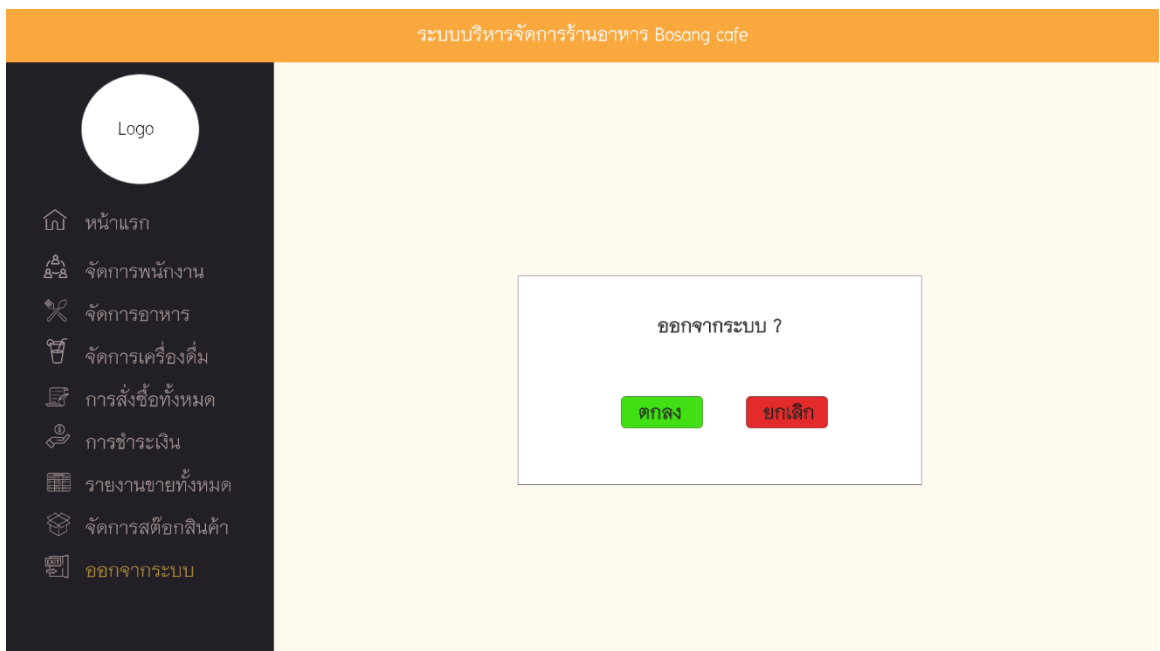 ระบบบริหารจัดการร้านอาหาร Bosang cafe
Logo
หน้าแรก
จัดการพนักงาน
จัดการอาหาร
จัดการเครื่องดื่ม
การสั่งซื้อทั้งหมด
การชำระเงิน
รายงานขายทั้งหมด
จัดการสต๊อกสินค้า
EXIT
ออกจากระบบ
ออกจากระบบ ?
ตกลง
ยกเลิก